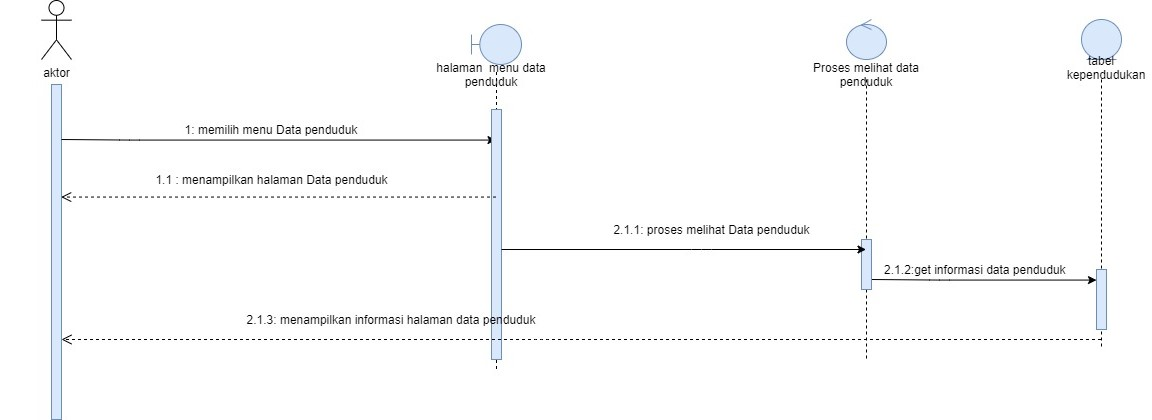 aktor
halaman menu data
penduduk
Proses melihat data
penduduk
tabel
kependudukan
1: memilih menu Data penduduk
1.1 : menampilkan halaman Data penduduk
2.1.1: proses melihat Data penduduk
2.1.2:get informasi data penduduk
2.1.3: menampilkan informasi halaman data penduduk